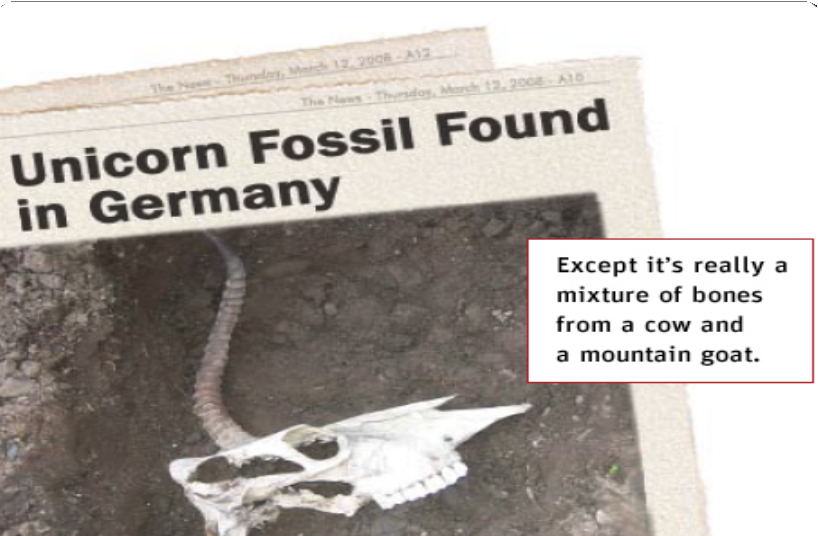 The News - Thursday, March 12, 2008 - A12
The News - Thursday, March 12, 2008 - A10
Unicorn Fossil Found
in Germany
Except it's really a
mixture of bones
from a cow and
a mountain goat.